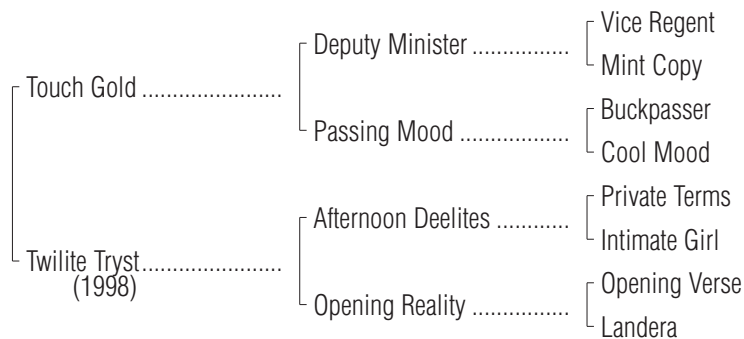 Vice Regent
Deputy Minister ................
Mint Copy
Touch Gold .......................
Buckpasser
Passing Mood ..................
Cool Mood
Private Terms
Afternoon Deelites ............
Intimate Girl
Twilite Tryst.......................
(1998)
Opening Verse
Opening Reality ................
Landera